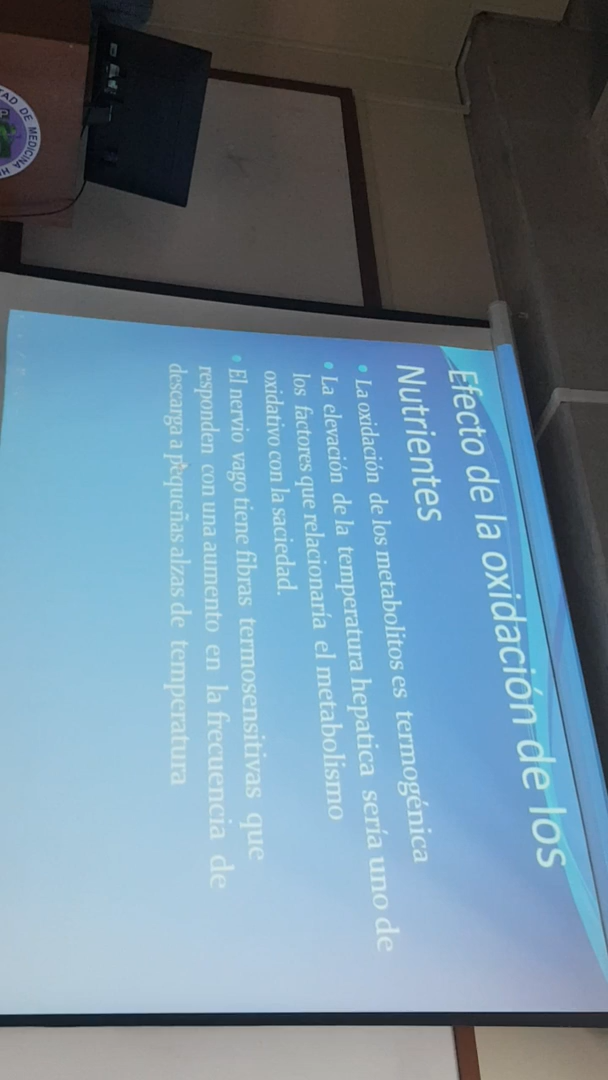 Efecto de la oxidación de los
Nutrientes
• La oxidación de los metabolitos es termogénica
• La elevación de la temperatura hepatica sería uno de
los factores que relacionaría el metabolismo
oxidativo con la saciedad.
• El nervio vago tiene fibras termosensitivas que
responden con una aumento en la frecuencia de
descarga a pequeñas alzas de temperatura
DE MEDICINA